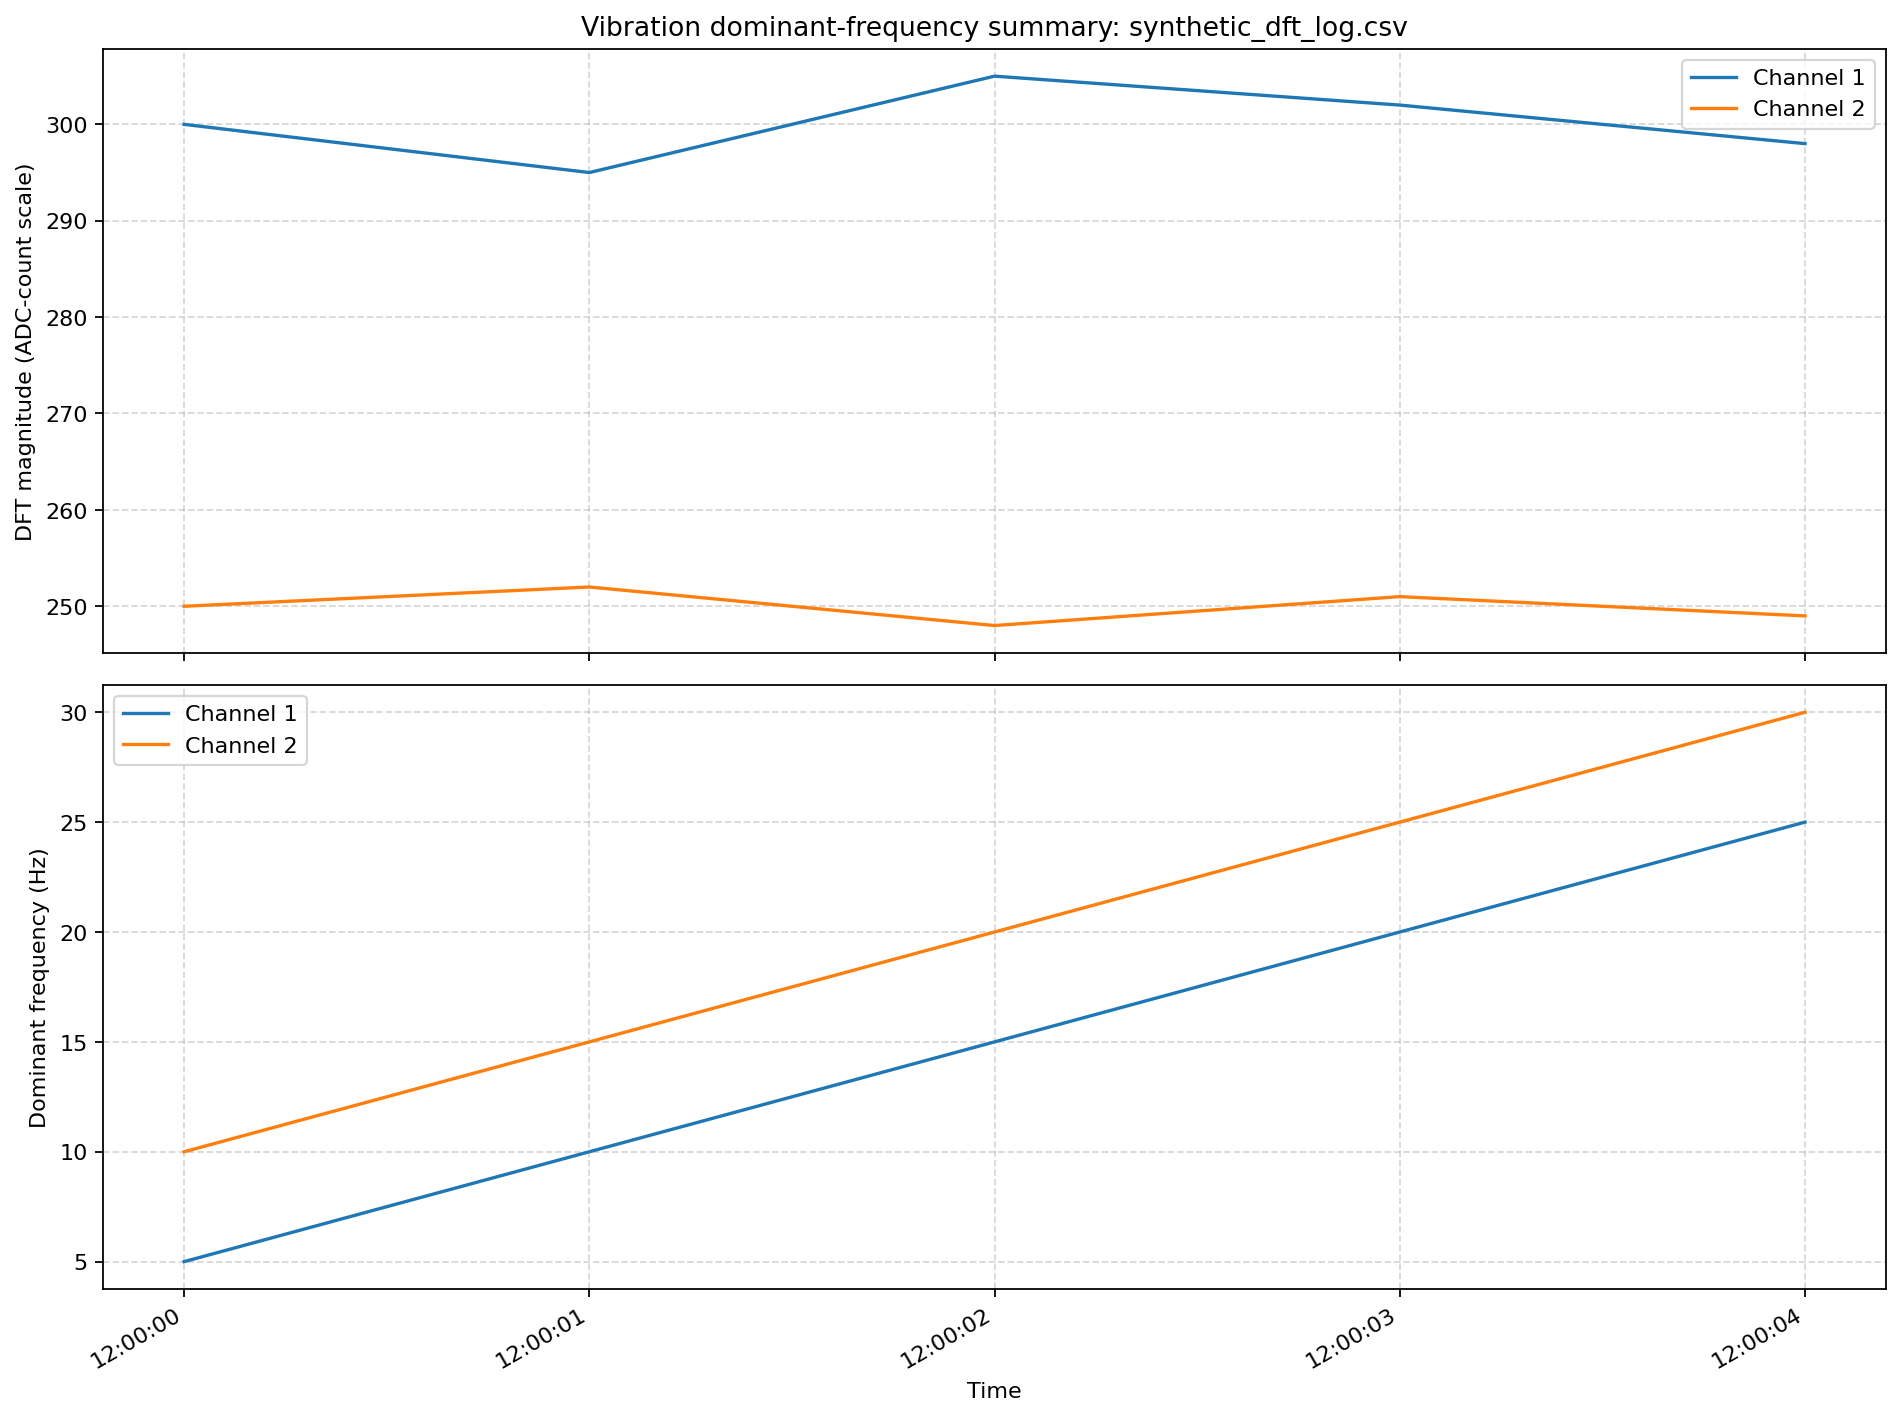 Vibration dominant-frequency summary: synthetic_dft_log.csv
DFT magnitude (ADC-count scale)
300
290
280
270
260
250
Channel 1
Channel 2
Dominant frequency (Hz)
30
25
20
15
10
5
Channel 1
Channel 2
12:00:00
12:00:01
12:00:02
12:00:03
12:00:04
Time